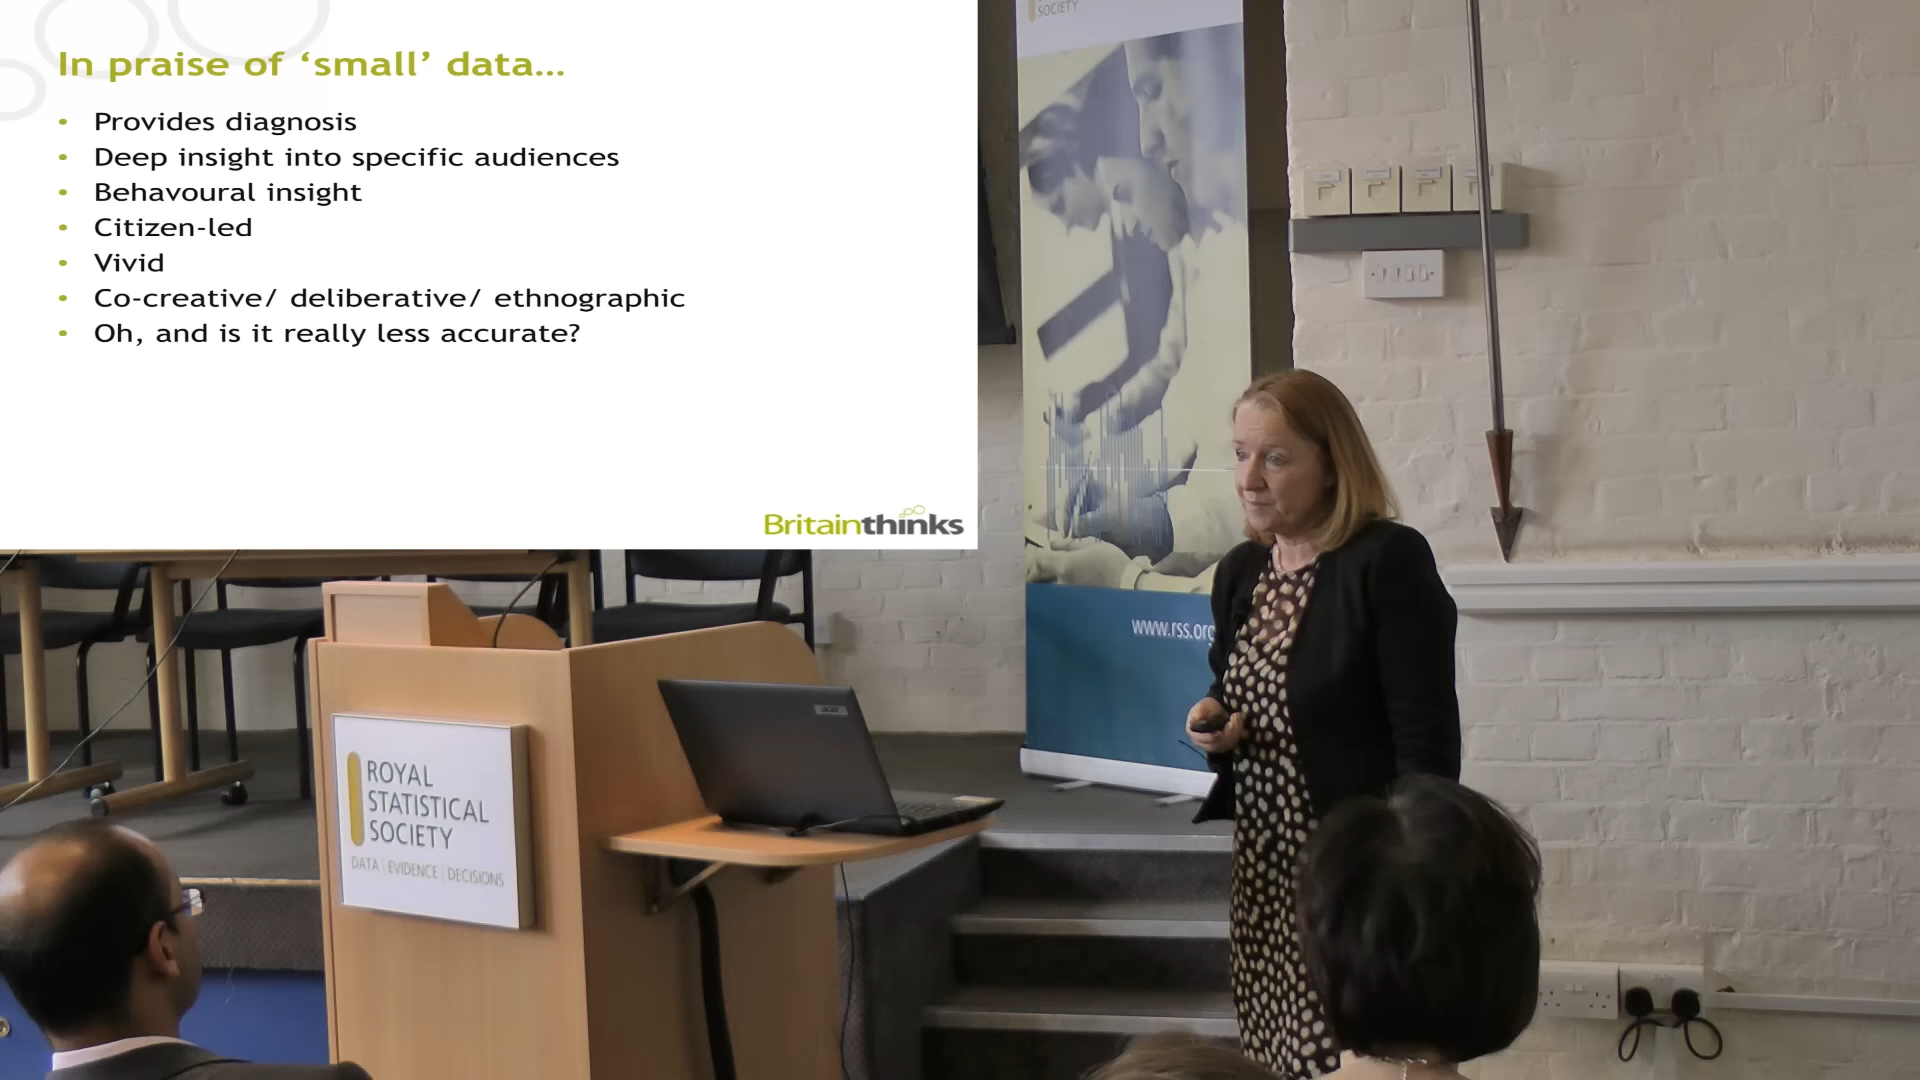 In praise of ‘small’ data...
• Provides diagnosis
• Deep insight into specific audiences
• Behavoural insight
• Citizen-led
• Vivid
• Co-creative/ deliberative/ ethnographic
• Oh, and is it really less accurate?
Britainthinks
SOCIETY
www.rss.org
acer
ROYAL
STATISTICAL
SOCIETY
DATA | EVIDENCE | DECISIONS